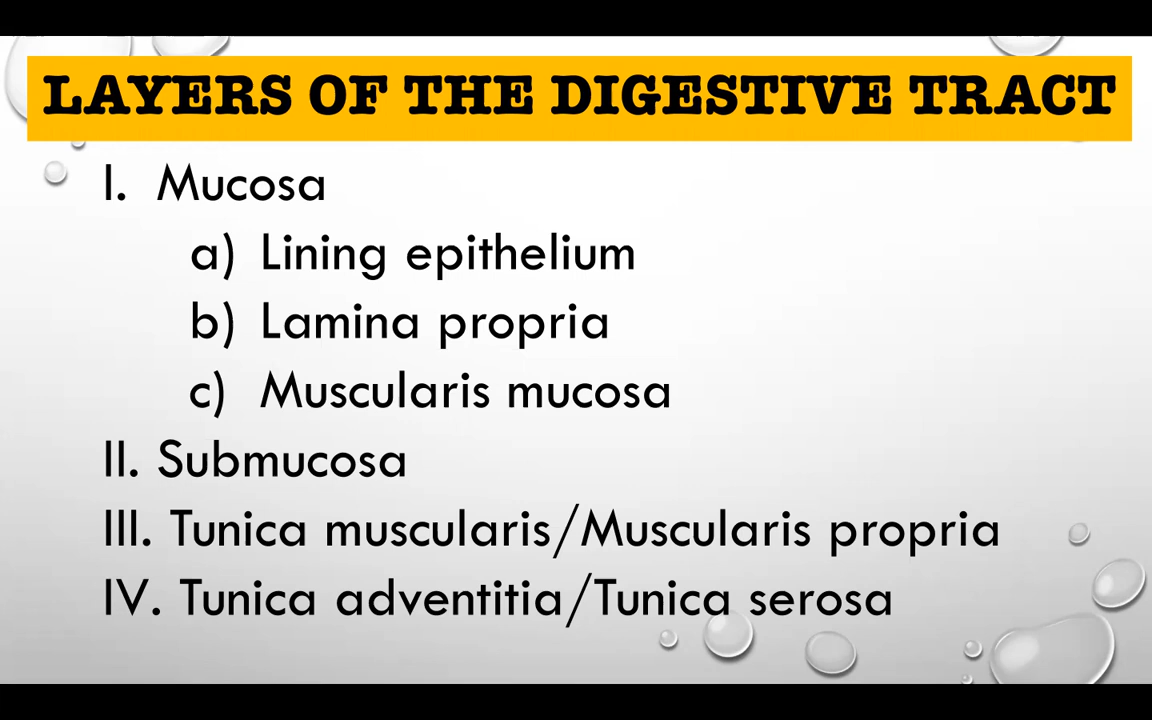 LAYERS OF THE DIGESTIVE TRACT
I. Mucosa
a) Lining epithelium
b) Lamina propria
c) Muscularis mucosa
II. Submucosa
III. Tunica muscularis/Muscularis propria
IV. Tunica adventitia/Tunica serosa